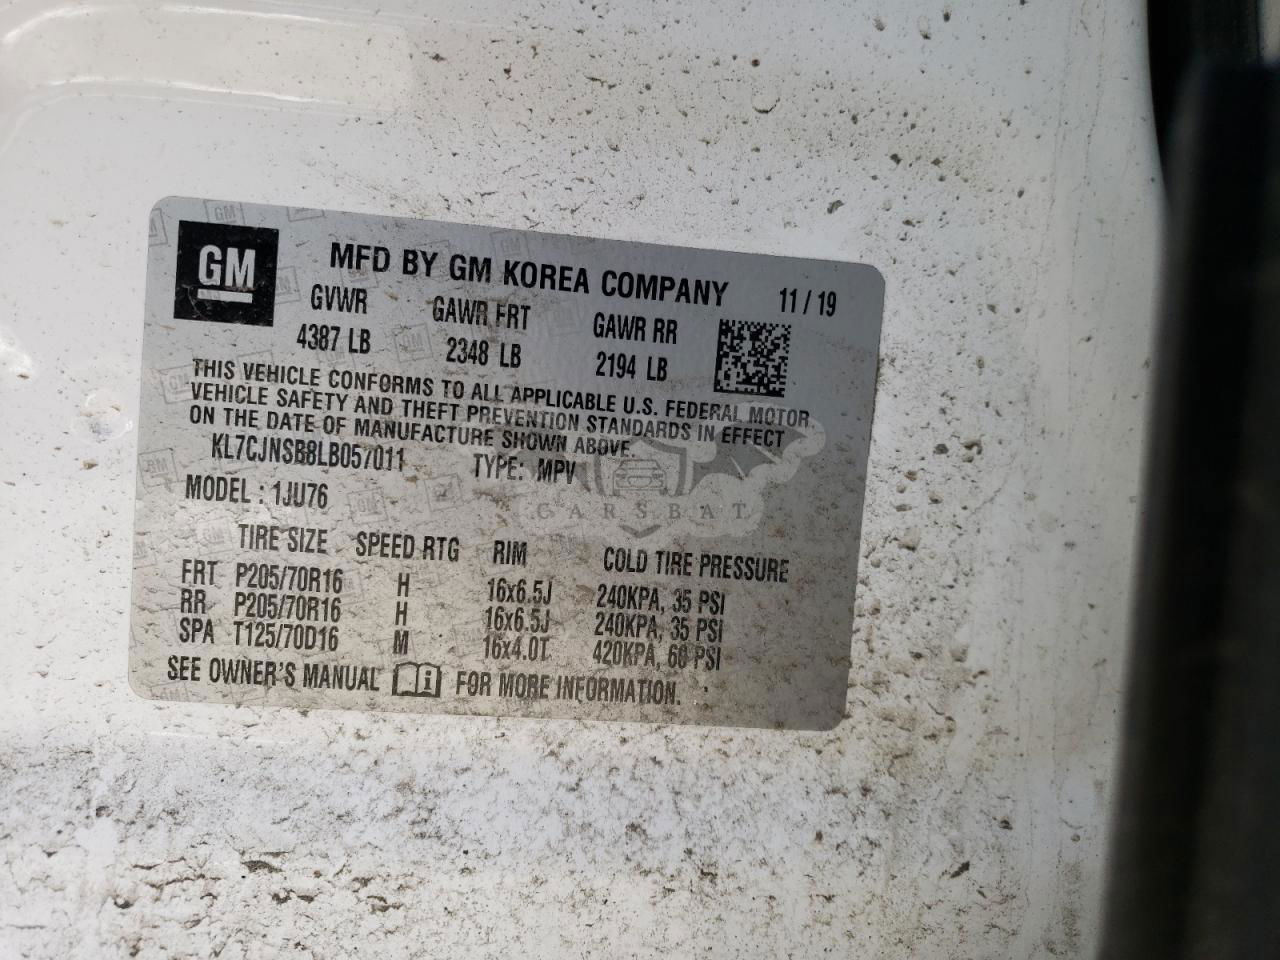 GM
MFD BY GM KOREA COMPANY 11/19
GVWR GAWR FRT GAWR RR
4387 LB 2348 LB 2194 LB
THIS VEHICLE CONFORMS TO ALL APPLICABLE U.S. FEDERAL MOTOR
VEHICLE SAFETY AND THEFT PREVENTION STANDARDS IN EFFECT
ON THE DATE OF MANUFACTURE SHOWN ABOVE.
KL7CJNSB8LB057011 TYPE: MPV
MODEL : 1JU76
CARSBAT
TIRE SIZE SPEED RTG RIM COLD TIRE PRESSURE
FRT P205/70R16 H 16x6.5J 240KPA, 35 PSI
RR P205/70R16 H 16x6.5J 240KPA, 35 PSI
SPA T125/70D16 M 16x4.0T 420KPA, 60 PSI
SEE OWNER'S MANUAL i FOR MORE INFORMATION.